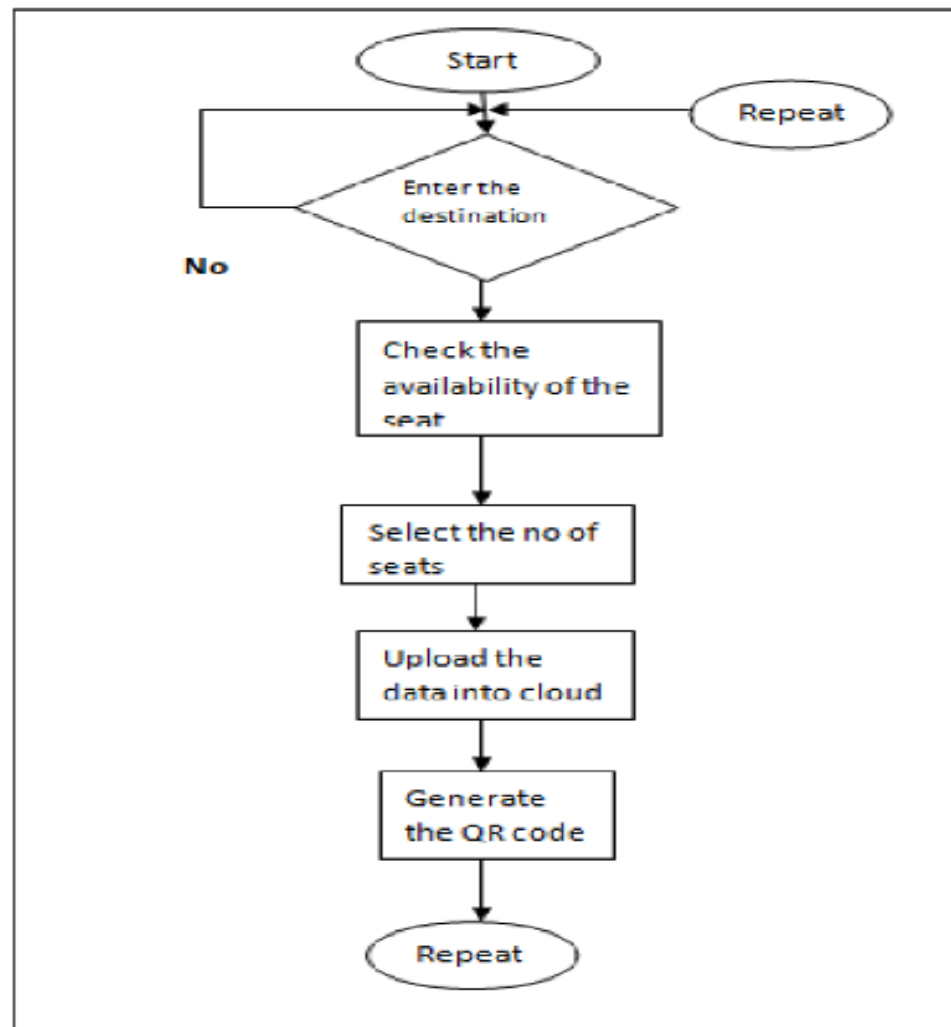 Start
Repeat
Enter the
destination
No
Check the
availability of the
seat
Select the no of
seats
Upload the
data into cloud
Generate
the QR code
Repeat